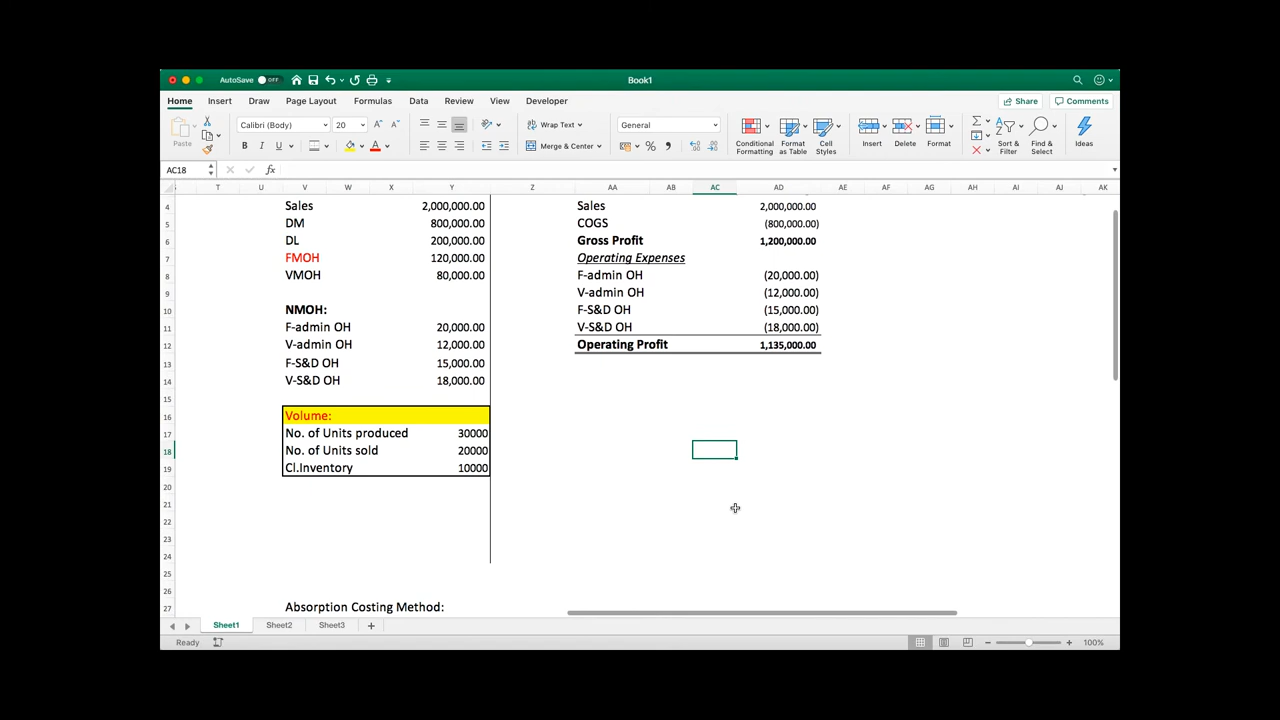 AutoSave OFF Book1
Home Insert Draw Page Layout Formulas Data Review View Developer Share Comments
Paste Calibri (Body) 20 A A Wrap Text General Conditional Formatting Format as Table Cell Styles Insert Delete Format Sort & Filter Find & Select Ideas
B I U A Merge & Center %
AC18 fx
T U V W X Y Z AA AB AC AD AE AF AG AH AI AJ AK
4 Sales 2,000,000.00 Sales 2,000,000.00
5 DM 800,000.00 COGS (800,000.00)
6 DL 200,000.00 Gross Profit 1,200,000.00
7 FMOH 120,000.00 Operating Expenses
8 VMOH 80,000.00 F-admin OH (20,000.00)
9 V-admin OH (12,000.00)
10 NMOH: F-S&D OH (15,000.00)
11 F-admin OH 20,000.00 V-S&D OH (18,000.00)
12 V-admin OH 12,000.00 Operating Profit 1,135,000.00
13 F-S&D OH 15,000.00
14 V-S&D OH 18,000.00
15
16 Volume:
17 No. of Units produced 30000
18 No. of Units sold 20000
19 Cl.Inventory 10000
20
21
22
23
24
25
26
27 Absorption Costing Method:
Sheet1 Sheet2 Sheet3 +
Ready 100%